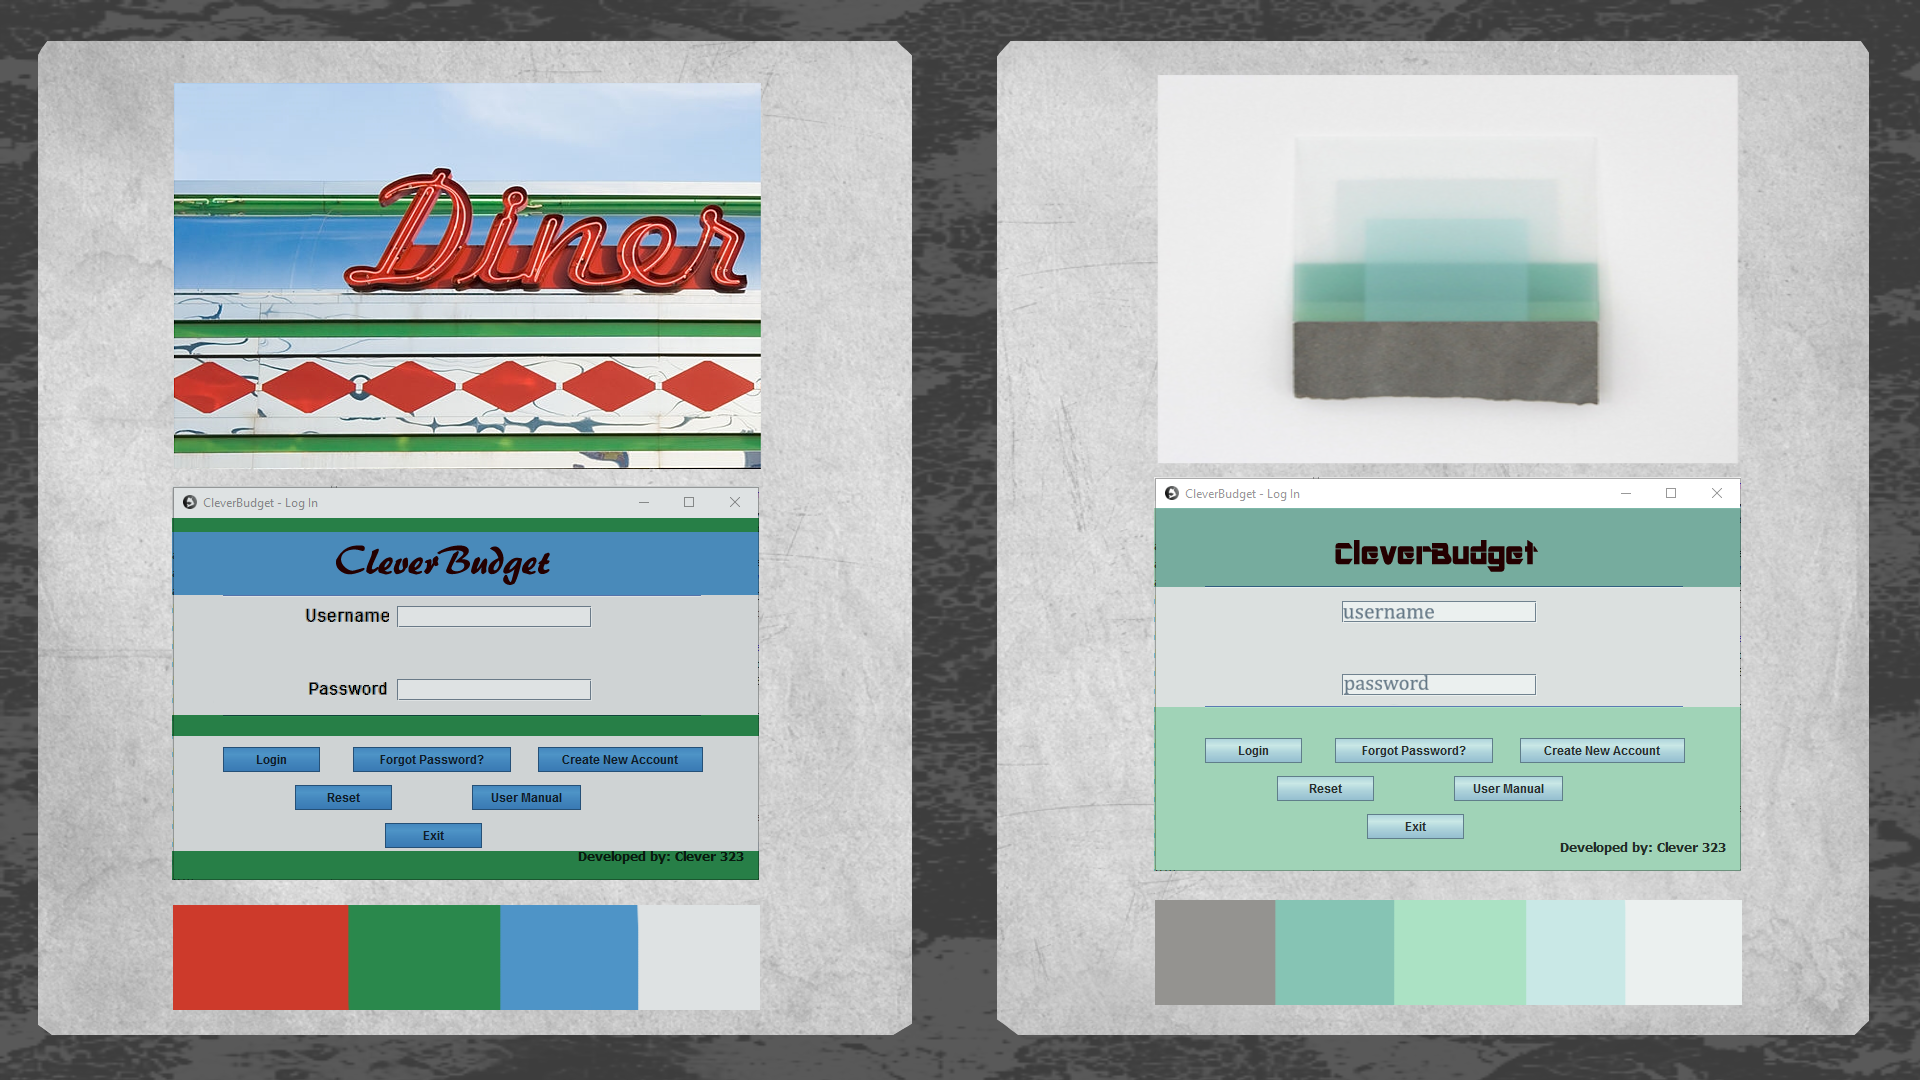 Diner
CleverBudget - Log In
CleverBudget
Username
Password
Login Forgot Password? Create New Account
Reset User Manual
Exit
Developed by: Clever 323
CleverBudget - Log In
CleverBudget
username
password
Login Forgot Password? Create New Account
Reset User Manual
Exit
Developed by: Clever 323